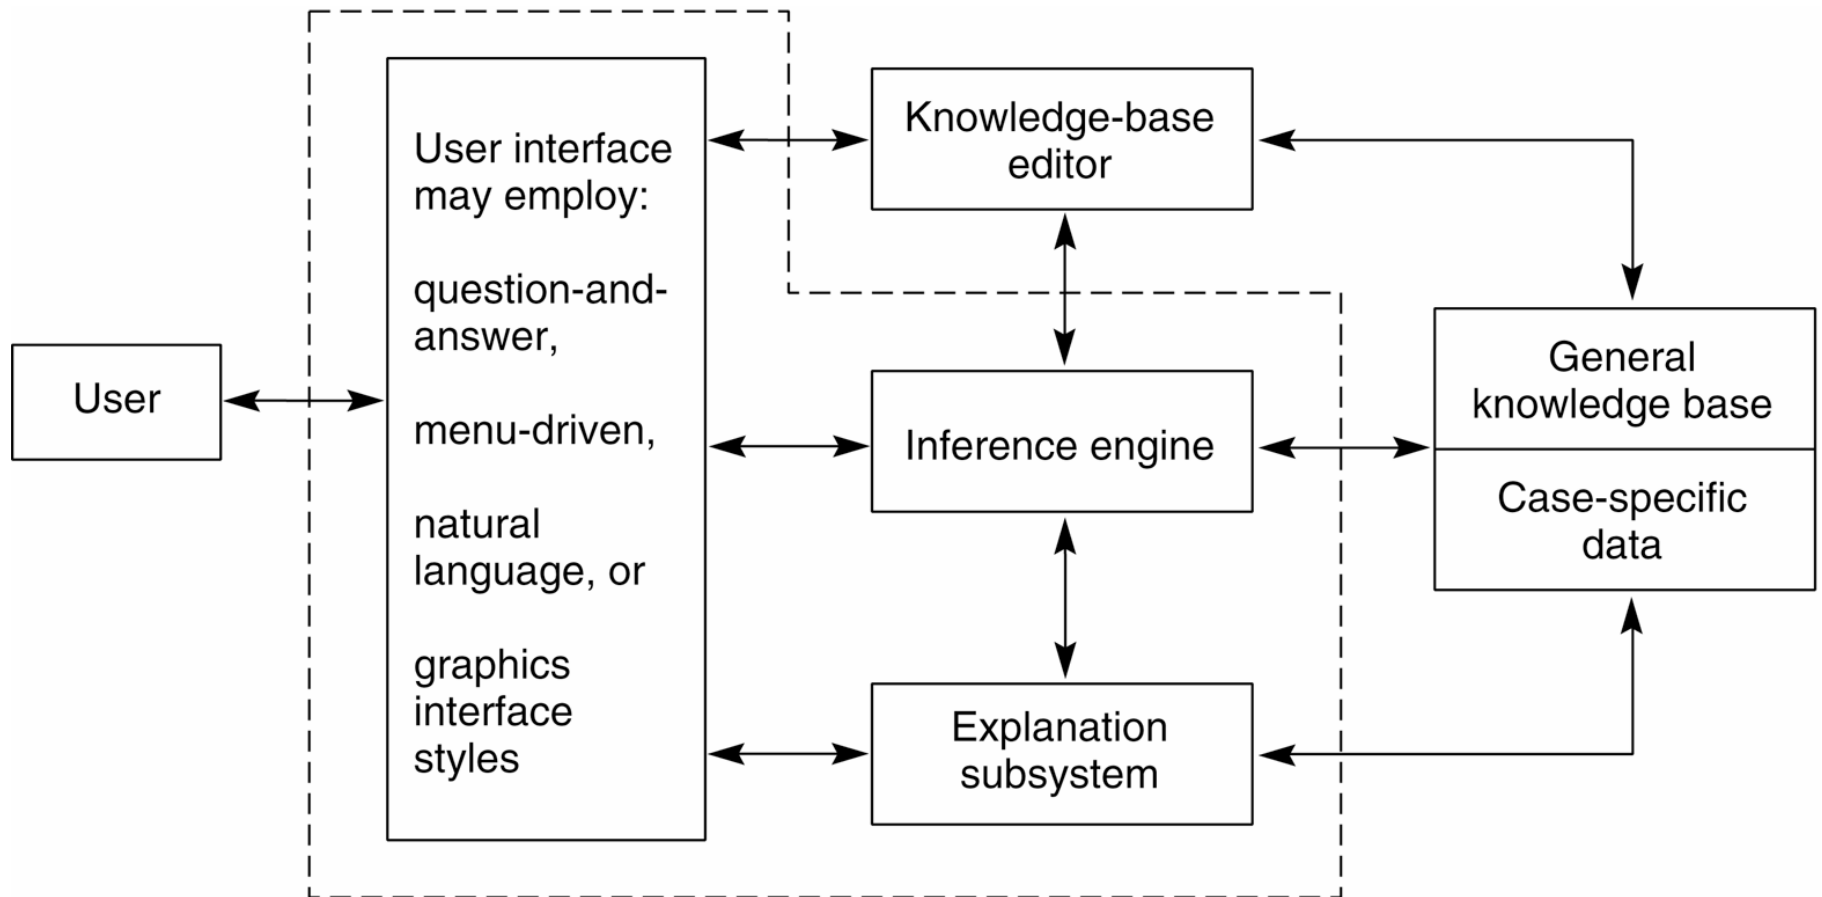 User
User interface
may employ:
question-and-
answer,
menu-driven,
natural
language, or
graphics
interface
styles
Knowledge-base
editor
Inference engine
Explanation
subsystem
General
knowledge base
Case-specific
data